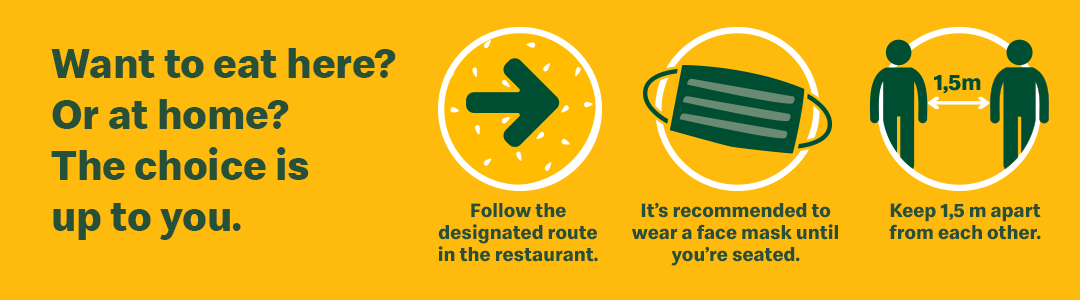 Want to eat here?
Or at home?
The choice is
up to you.
Follow the
designated route
in the restaurant.
It's recommended to
wear a face mask until
you're seated.
1,5m
Keep 1,5 m apart
from each other.